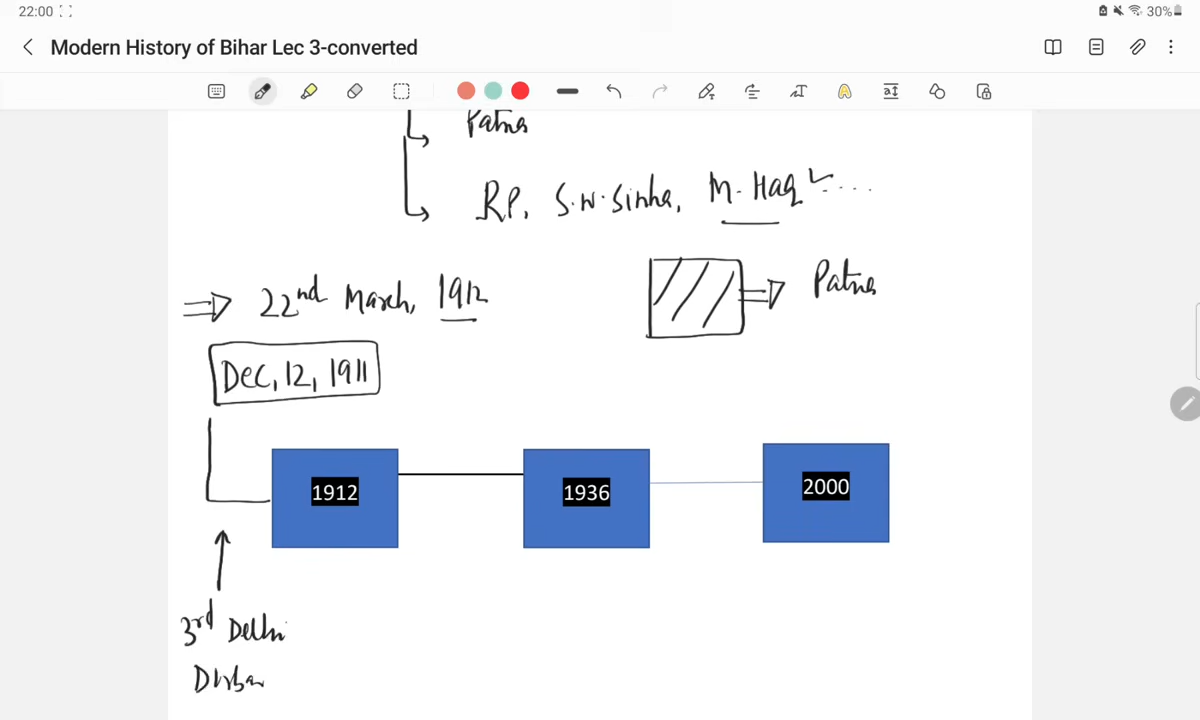 22:00
30%
Modern History of Bihar Lec 3-converted
Patna
RP, S.N. Sinha, M. Haq ...
⇒ 22nd March, 1912
Patna
Dec, 12, 1911
1912
1936
2000
3rd Delhi
Durbar